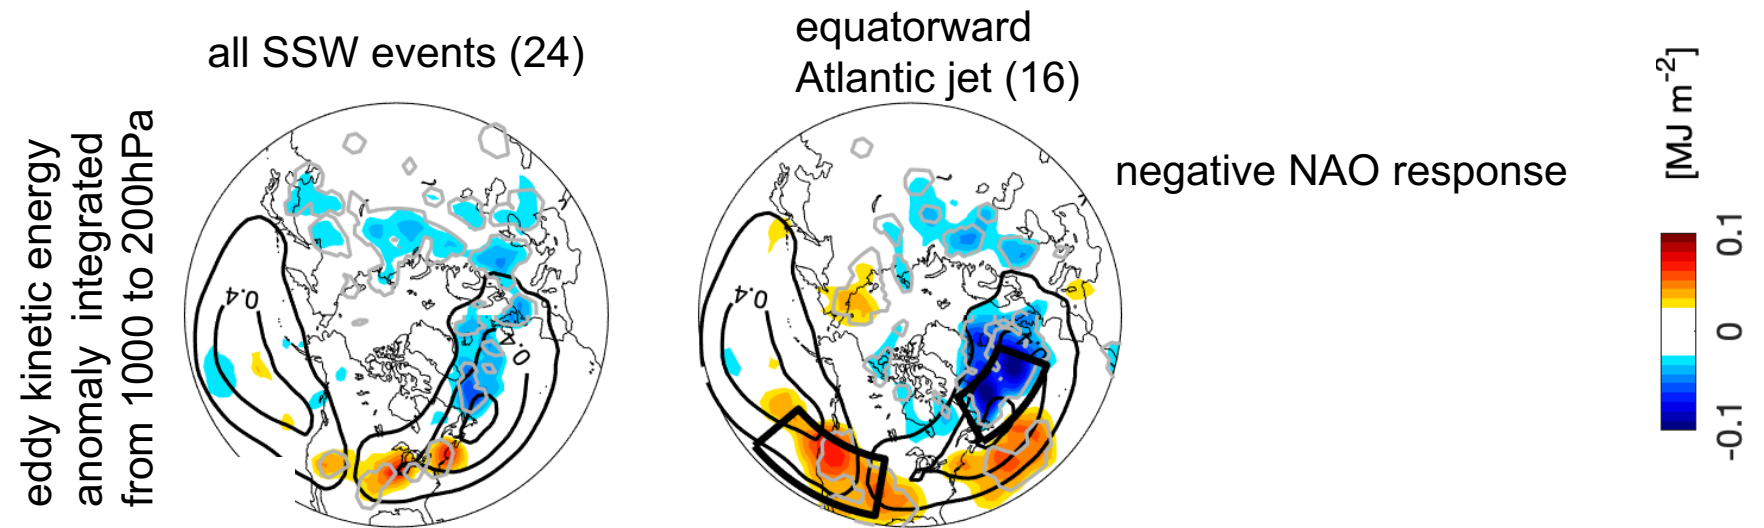 all SSW events (24)
equatorward
Atlantic jet (16)
negative NAO response
eddy kinetic energy
anomaly integrated
from 1000 to 200hPa
0.4
0.4
0.4
[MJ m⁻²]
0.1
0
-0.1